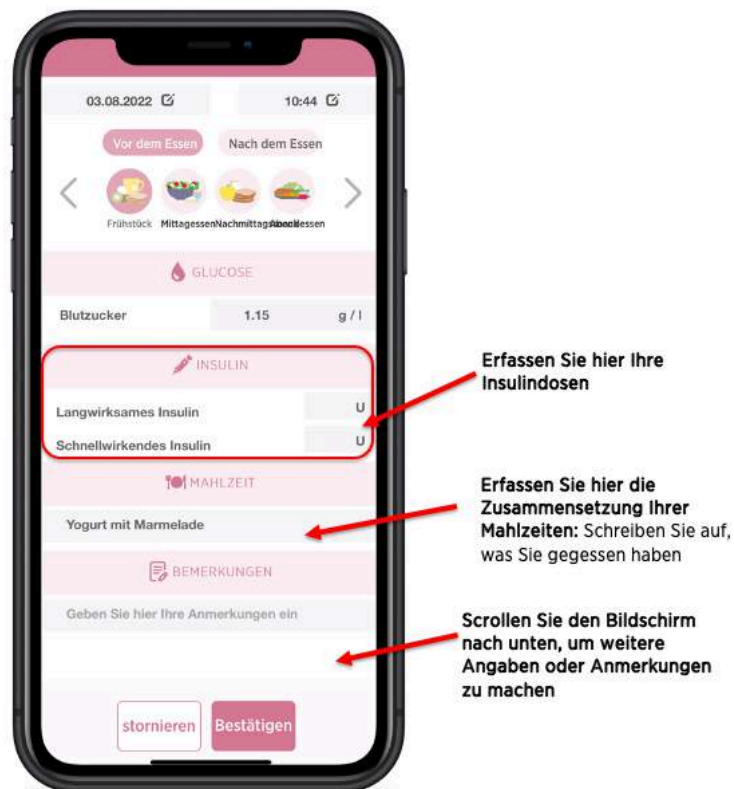 03.08.2022 10:44
Vor dem Essen Nach dem Essen
Frühstück Mittagessen
GLUCOSE
Blutzucker 1.15 g / l
INSULIN
Langwirksames Insulin U
Schnellwirkendes Insulin U
MAHLZEIT
Yogurt mit Marmelade
BEMERKUNGEN
Geben Sie hier Ihre Anmerkungen ein
stornieren Bestätigen
Erfassen Sie hier Ihre
Insulindosen
Erfassen Sie hier die
Zusammensetzung Ihrer
Mahlzeiten: Schreiben Sie auf,
was Sie gegessen haben
Scrollen Sie den Bildschirm
nach unten, um weitere
Angaben oder Anmerkungen
zu machen